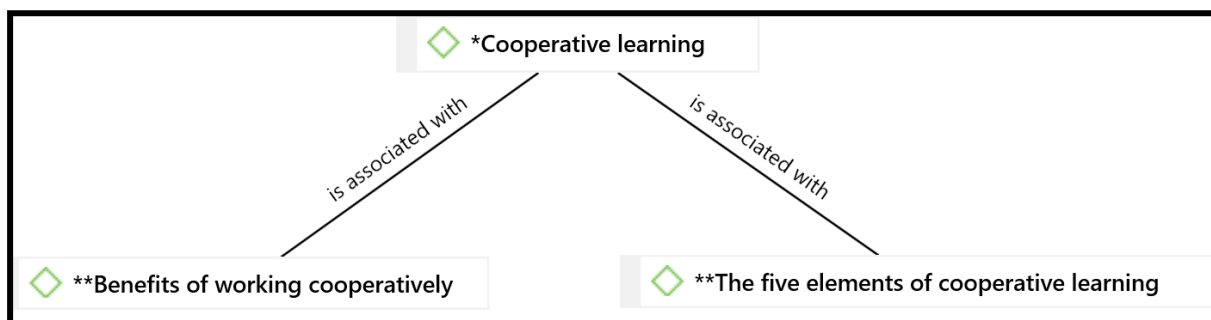 *Cooperative learning
is associated with
is associated with
**Benefits of working cooperatively
**The five elements of cooperative learning